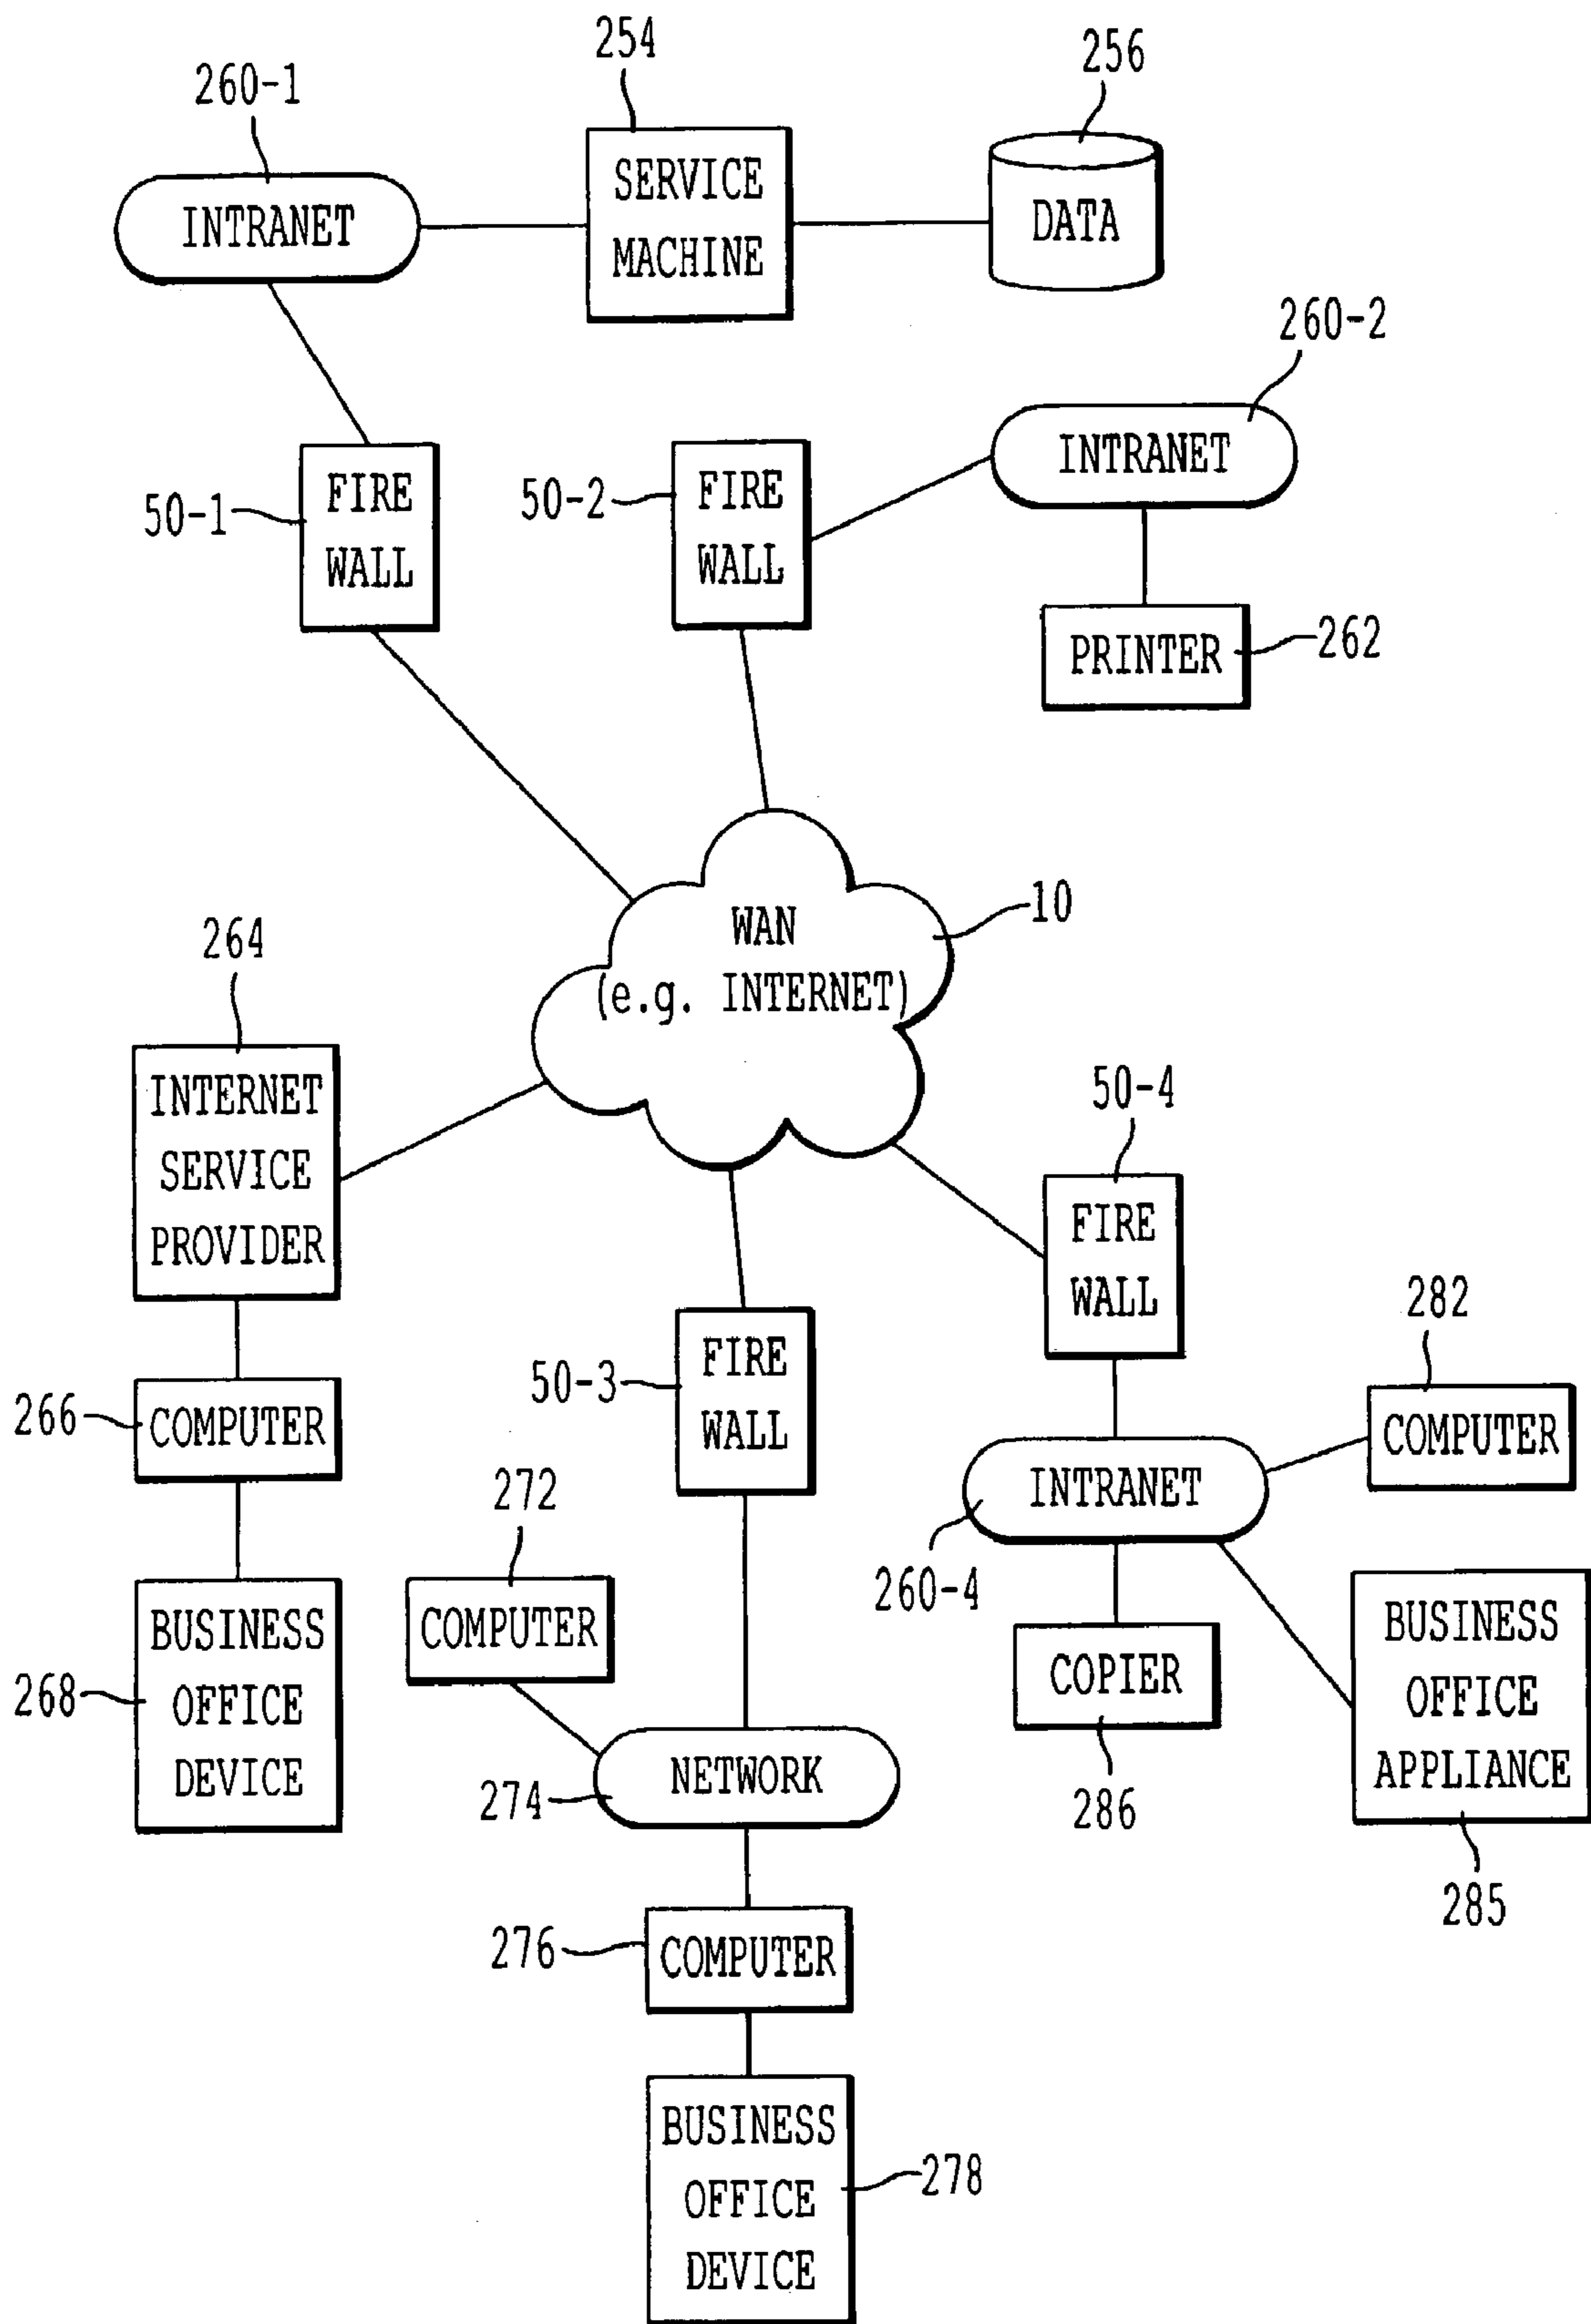 254
256
260-1
SERVICE
MACHINE
INTRANET
DATA
260-2
INTRANET
50-1
FIRE
WALL
50-2
FIRE
WALL
PRINTER
262
10
WAN
(e.g. INTERNET)
264
INTERNET
SERVICE
PROVIDER
50-4
FIRE
WALL
282
COMPUTER
50-3
FIRE
WALL
266
COMPUTER
INTRANET
260-4
272
COMPUTER
BUSINESS
OFFICE
DEVICE
268
COPIER
286
BUSINESS
OFFICE
APPLIANCE
285
NETWORK
274
276
COMPUTER
BUSINESS
OFFICE
DEVICE
278